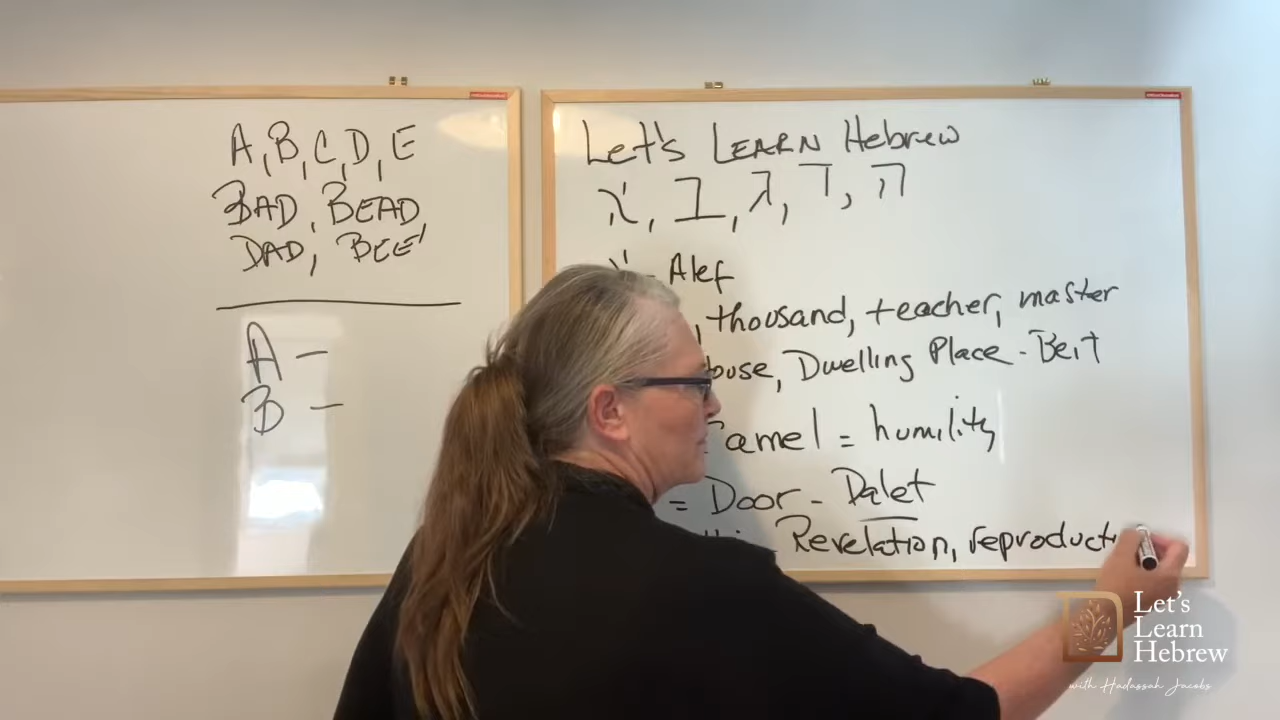 A, B, C, D, E
BAD, BEAD,
DAD, BEE
A -
B -
Let's LEARN Hebrew
א, ב, ג, ד, ה
- Alef
, thousand, teacher, master
ouse, Dwelling Place - Beit
Camel = humility
= Door - Dalet
Revelation, reproduct
Let's
Learn
Hebrew
with Hadassah Jacobs